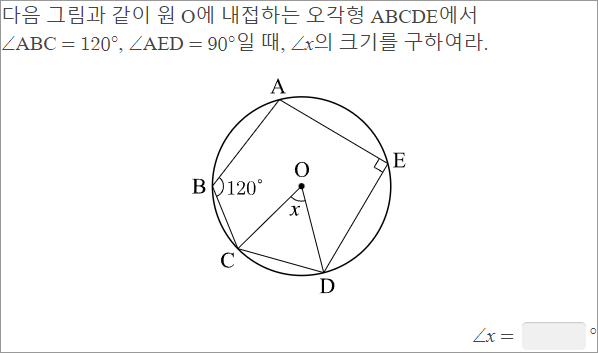 다음 그림과 같이 원 O에 내접하는 오각형 ABCDE에서
∠ABC = 120°, ∠AED = 90°일 때, ∠x의 크기를 구하여라.
A
E
O
B 120°
x
C
D
∠x = °